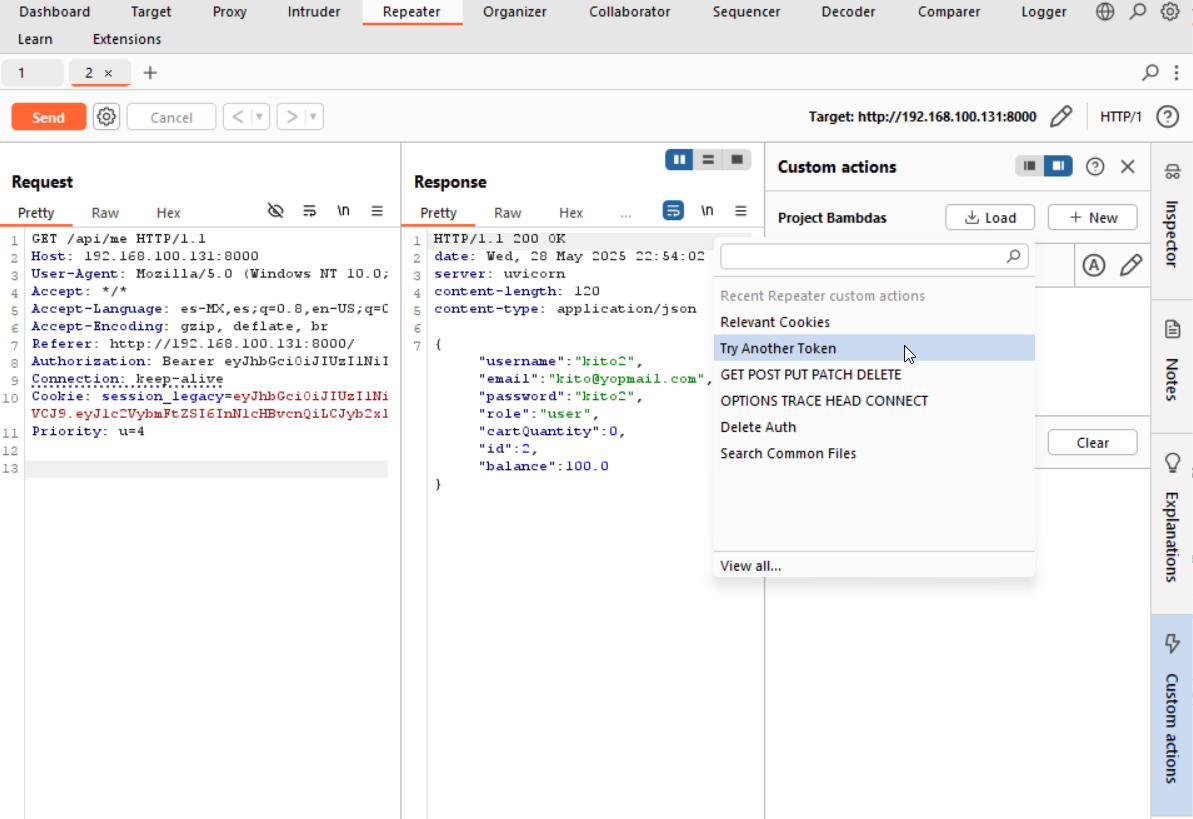 Dashboard Target Proxy Intruder Repeater Organizer Collaborator Sequencer Decoder Comparer Logger
Learn Extensions
1 2 × +
Send Cancel < > Target: http://192.168.100.131:8000 HTTP/1 ?
Request
Pretty Raw Hex \n
1 GET /api/me HTTP/1.1
2 Host: 192.168.100.131:8000
3 User-Agent: Mozilla/5.0 (Windows NT 10.0;
4 Accept: */*
5 Accept-Language: es-MX,es;q=0.8,en-US;q=0
6 Accept-Encoding: gzip, deflate, br
7 Referer: http://192.168.100.131:8000/
8 Authorization: Bearer eyJhbGciOiJIUzI1NiI
9 Connection: keep-alive
10 Cookie: session_legacy=eyJhbGciOiJIUzI1Ni
VCJ9.eyJ1c2VybmFtZSI6InN1cHBvcnQiLCJyb2xl
11 Priority: u=4
12
13
Response
Pretty Raw Hex ... \n
1 HTTP/1.1 200 OK
2 date: Wed, 28 May 2025 22:54:02
3 server: uvicorn
4 content-length: 120
5 content-type: application/json
6
7 {
"username":"kito2",
"email":"kito@yopmail.com",
"password":"kito2",
"role":"user",
"cartQuantity":0,
"id":2,
"balance":100.0
}
Custom actions ?
Project Bambdas Load + New
A
Recent Repeater custom actions
Relevant Cookies
Try Another Token
GET POST PUT PATCH DELETE
OPTIONS TRACE HEAD CONNECT
Delete Auth
Search Common Files
View all...
Clear
Inspector
Notes
Explanations
Custom actions